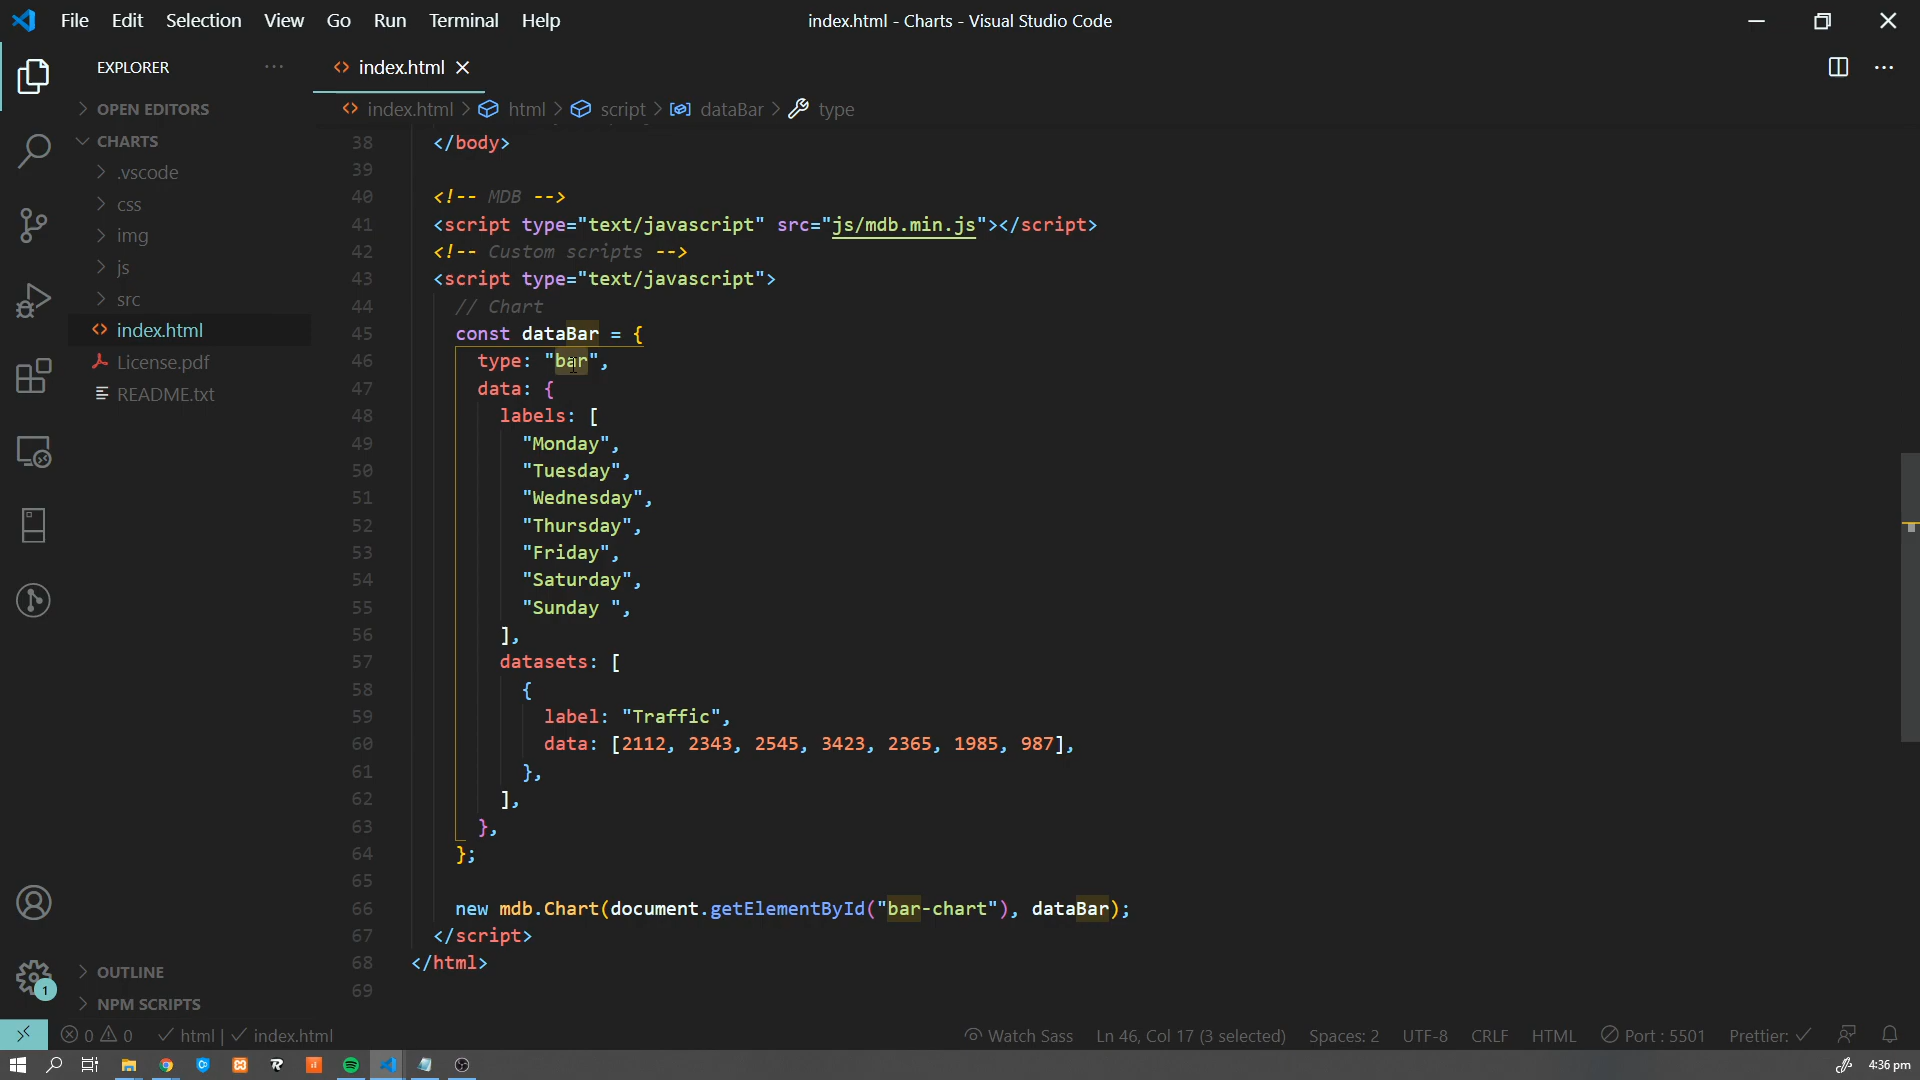 File Edit Selection View Go Run Terminal Help
index.html - Charts - Visual Studio Code
EXPLORER
OPEN EDITORS
CHARTS
.vscode
css
img
js
src
index.html
License.pdf
README.txt
OUTLINE
NPM SCRIPTS
index.html
index.html > html > script > dataBar > type
38 </body>
39
40 <!-- MDB -->
41 <script type="text/javascript" src="js/mdb.min.js"></script>
42 <!-- Custom scripts -->
43 <script type="text/javascript">
44 // Chart
45 const dataBar = {
46 type: "bar",
47 data: {
48 labels: [
49 "Monday",
50 "Tuesday",
51 "Wednesday",
52 "Thursday",
53 "Friday",
54 "Saturday",
55 "Sunday ",
56 ],
57 datasets: [
58 {
59 label: "Traffic",
60 data: [2112, 2343, 2545, 3423, 2365, 1985, 987],
61 },
62 ],
63 },
64 };
65
66 new mdb.Chart(document.getElementById("bar-chart"), dataBar);
67 </script>
68 </html>
69
1
0 0 html | index.html Watch Sass Ln 46, Col 17 (3 selected) Spaces: 2 UTF-8 CRLF HTML Port : 5501 Prettier:
4:36 pm